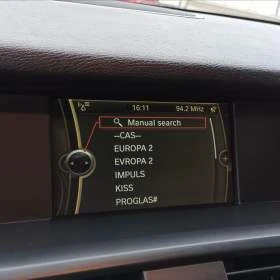 16:11 94.2 MHz
Manual search
--CAS--
EUROPA 2
EVROPA 2
IMPULS
KISS
PROGLAS#